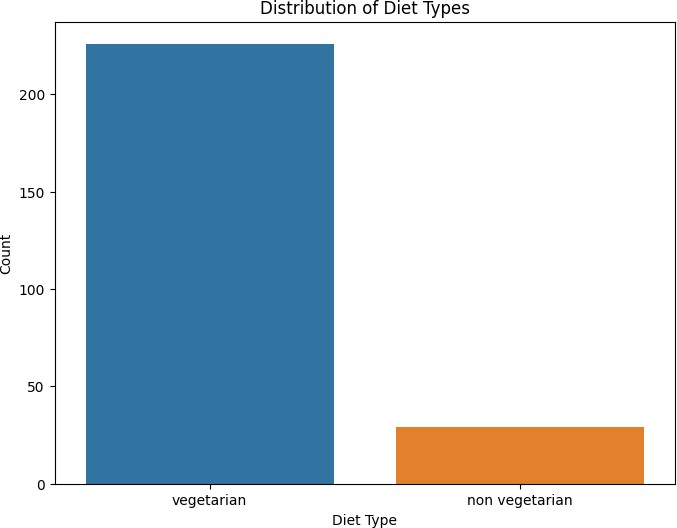 Distribution of Diet Types
Count
200
150
100
50
0
vegetarian non vegetarian
Diet Type